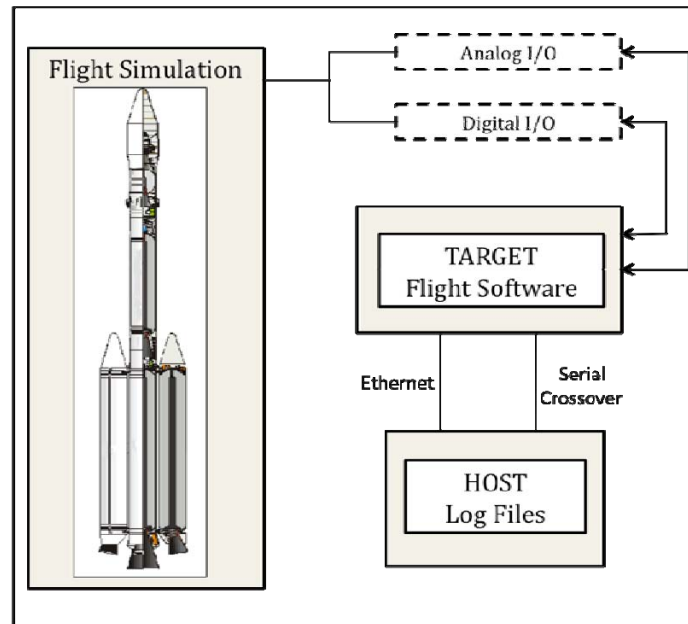 Flight Simulation
Analog I/O
Digital I/O
TARGET
Flight Software
Ethernet
Serial
Crossover
HOST
Log Files